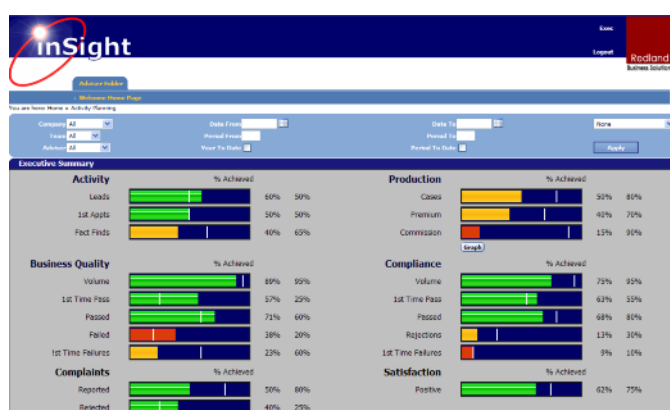 inSight
Exec
Logout
Redland
Business Solutions
Advisor Folder
Welcome Home Page
You are here: Home » Activity Planning
Company All Date From Date To None
Team All Period From Period To
Adviser All Year To Date Period To Date Apply
Executive Summary
Activity % Achieved Production % Achieved
Leads 60% 50% Cases 50% 80%
1st Appts 50% 50% Premium 40% 70%
Fact Finds 40% 65% Commission 15% 90%
Graph
Business Quality % Achieved Compliance % Achieved
Volume 89% 95% Volume 75% 95%
1st Time Pass 57% 25% 1st Time Pass 63% 55%
Passed 71% 60% Passed 68% 80%
Failed 38% 20% Rejections 13% 30%
1st Time Failures 23% 60% 1st Time Failures 9% 10%
Complaints % Achieved Satisfaction % Achieved
Reported 50% 80% Positive 62% 75%
Rejected 40% 25%